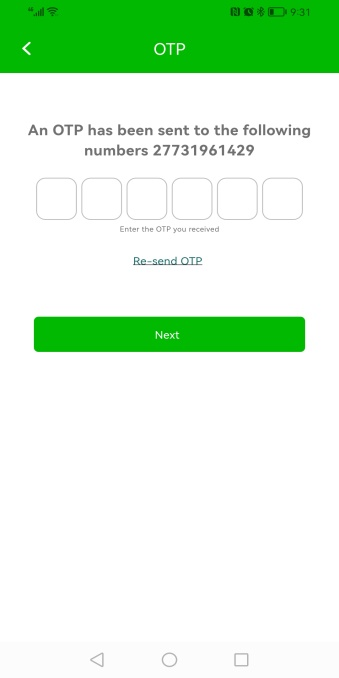 9:31
OTP
An OTP has been sent to the following
numbers 27731961429
Enter the OTP you received
Re-send OTP
Next